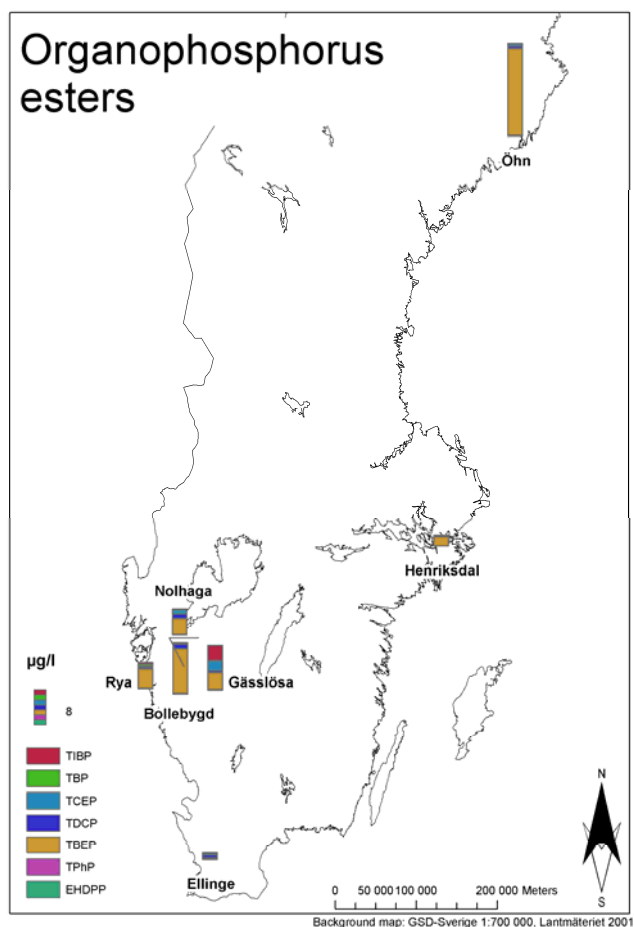 Organophosphorus
esters
Öhn
Henriksdal
Nolhaga
Rya
Gässlösa
Bollebygd
Ellinge
µg/l
8
TIBP
TBP
TCEP
TDCP
TBEP
TPhP
EHDPP
N
S
0 50 000 100 000 200 000 Meters
Background map: GSD-Sverige 1:700 000, Lantmäteriet 2001